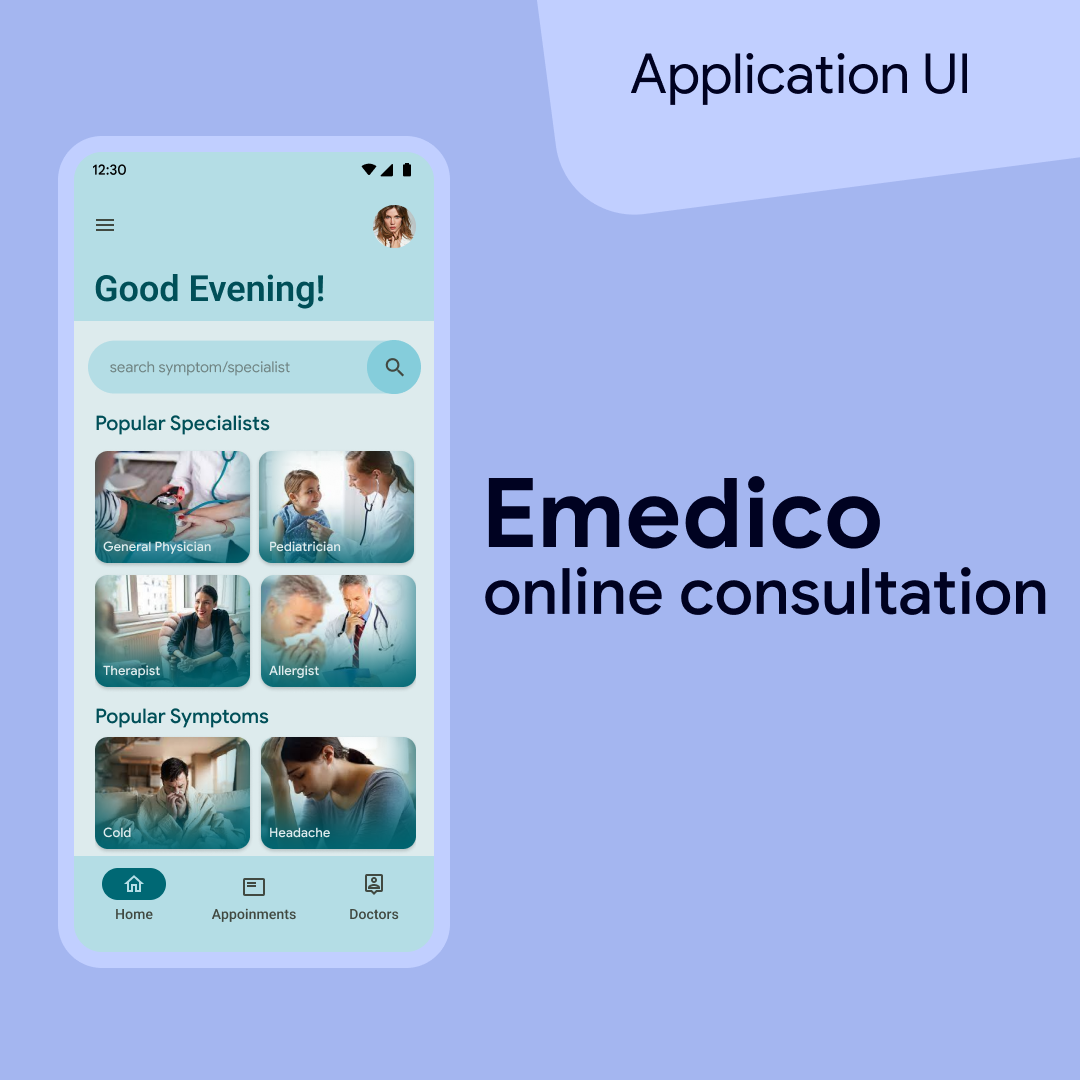 Application UI
12:30
Good Evening!
search symptom/specialist
Popular Specialists
General Physician
Pediatrician
Therapist
Allergist
Popular Symptoms
Cold
Headache
Home
Appoinments
Doctors
Emedico
online consultation